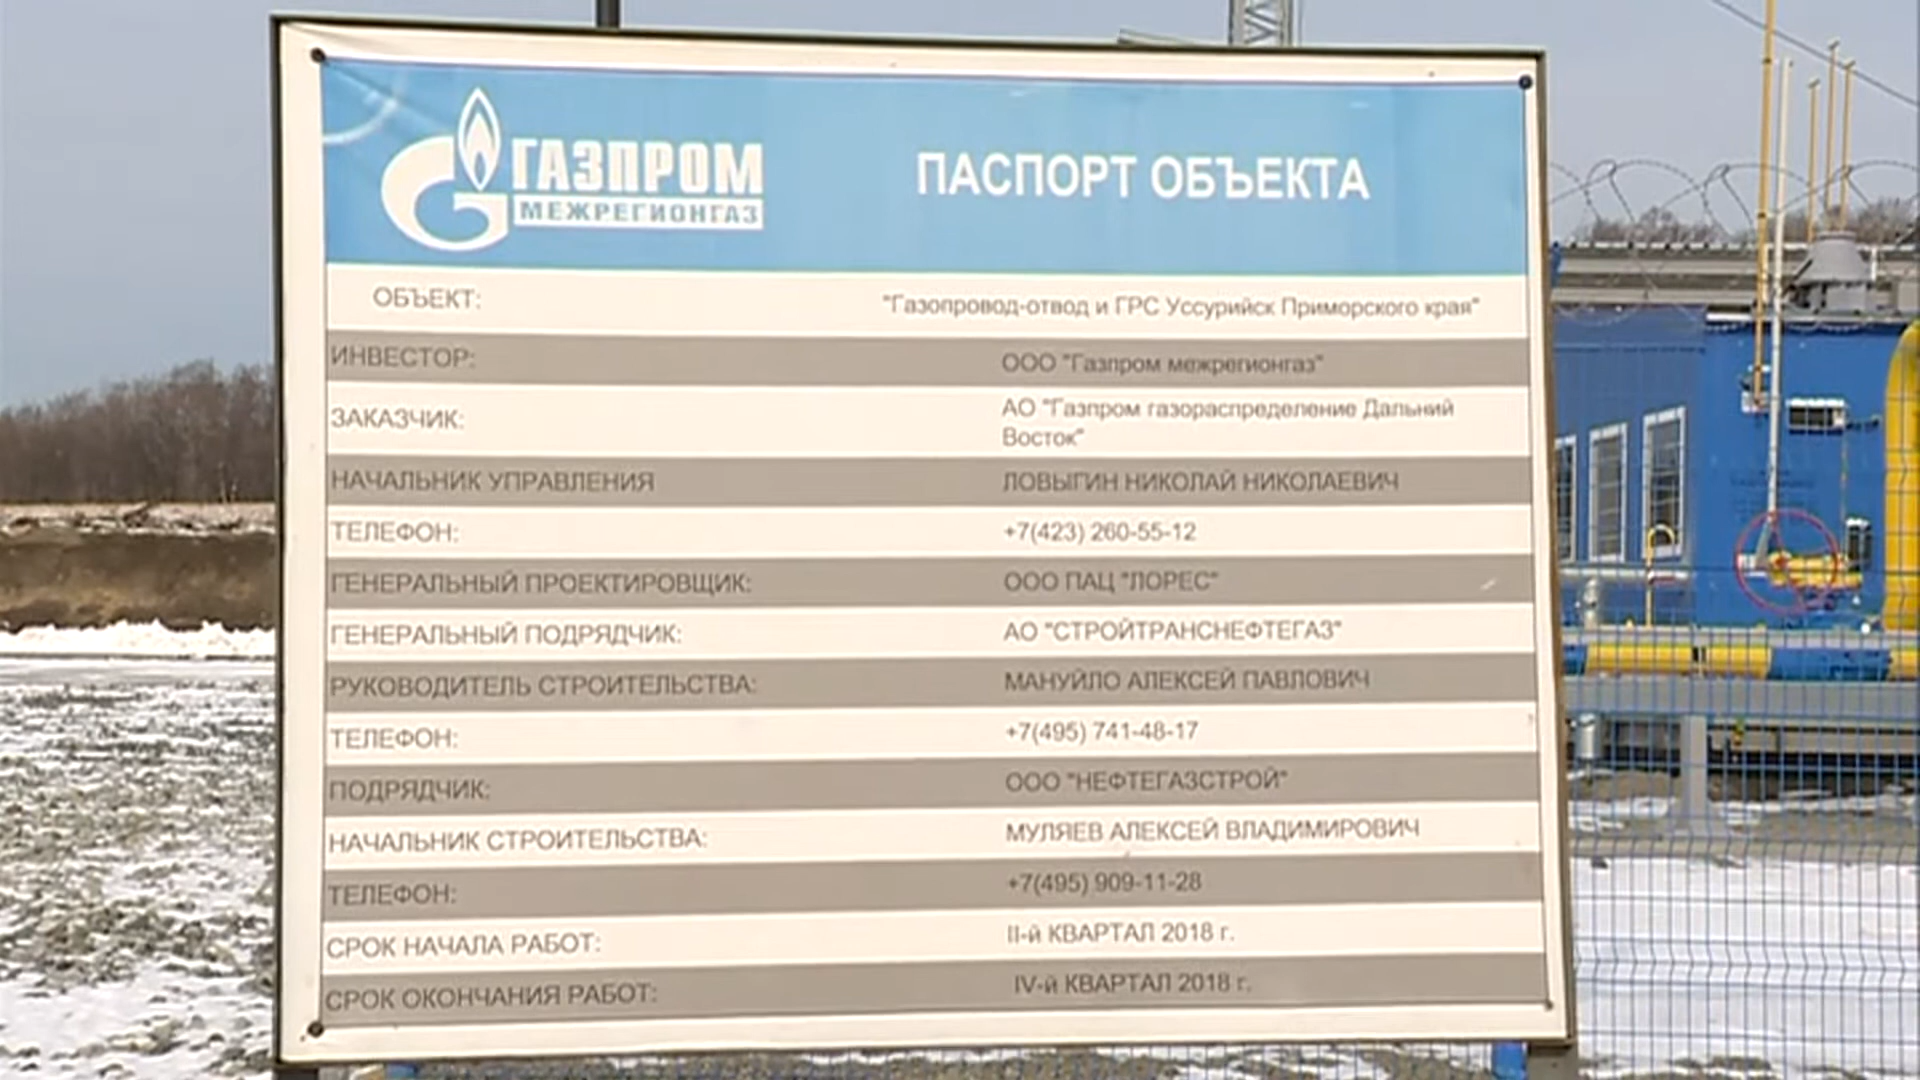 ГАЗПРОМ
МЕЖРЕГИОНГАЗ
ПАСПОРТ ОБЪЕКТА
ОБЪЕКТ: "Газопровод-отвод и ГРС Уссурийск Приморского края"
ИНВЕСТОР: ООО "Газпром межрегионгаз"
ЗАКАЗЧИК: АО "Газпром газораспределение Дальний
Восток"
НАЧАЛЬНИК УПРАВЛЕНИЯ ЛОВЫГИН НИКОЛАЙ НИКОЛАЕВИЧ
ТЕЛЕФОН: +7(423) 260-55-12
ГЕНЕРАЛЬНЫЙ ПРОЕКТИРОВЩИК: ООО ПАЦ "ЛОРЕС"
ГЕНЕРАЛЬНЫЙ ПОДРЯДЧИК: АО "СТРОЙТРАНСНЕФТЕГАЗ"
РУКОВОДИТЕЛЬ СТРОИТЕЛЬСТВА: МАНУЙЛО АЛЕКСЕЙ ПАВЛОВИЧ
ТЕЛЕФОН: +7(495) 741-48-17
ПОДРЯДЧИК: ООО "НЕФТЕГАЗСТРОЙ"
НАЧАЛЬНИК СТРОИТЕЛЬСТВА: МУЛЯЕВ АЛЕКСЕЙ ВЛАДИМИРОВИЧ
ТЕЛЕФОН: +7(495) 909-11-28
СРОК НАЧАЛА РАБОТ: II-й КВАРТАЛ 2018 г.
СРОК ОКОНЧАНИЯ РАБОТ: IV-й КВАРТАЛ 2018 г.